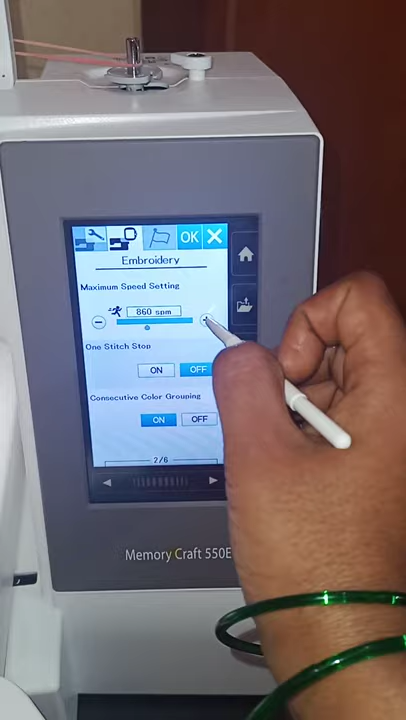 OK
Embroidery
Maximum Speed Setting
860 spm
One Stitch Stop
ON OFF
Consecutive Color Grouping
ON OFF
2/6
Memory Craft 550E